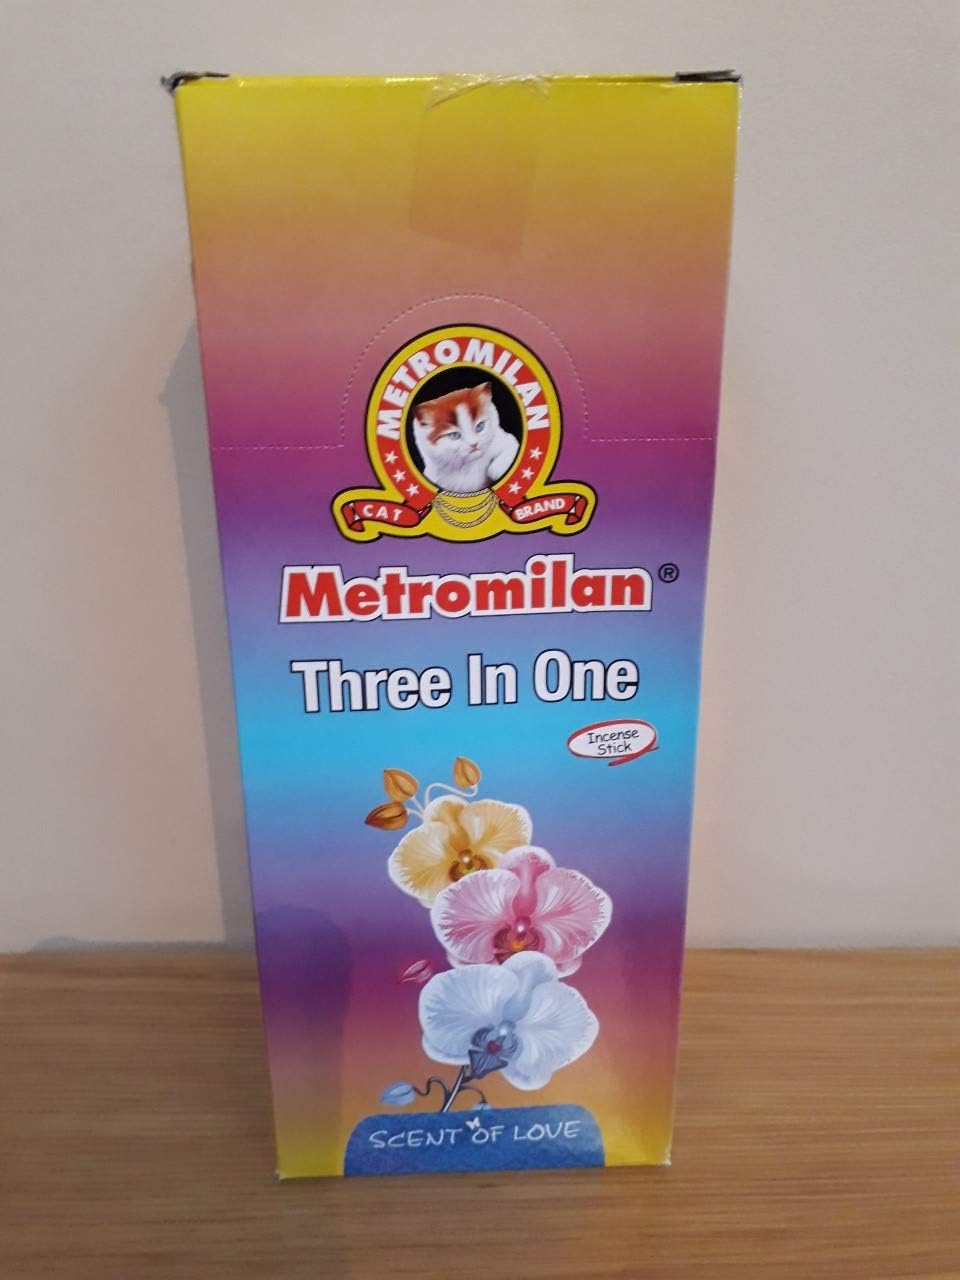 METROMILAN
CAT BRAND
Metromilan®
Three In One
Incense
Stick
SCENT OF LOVE